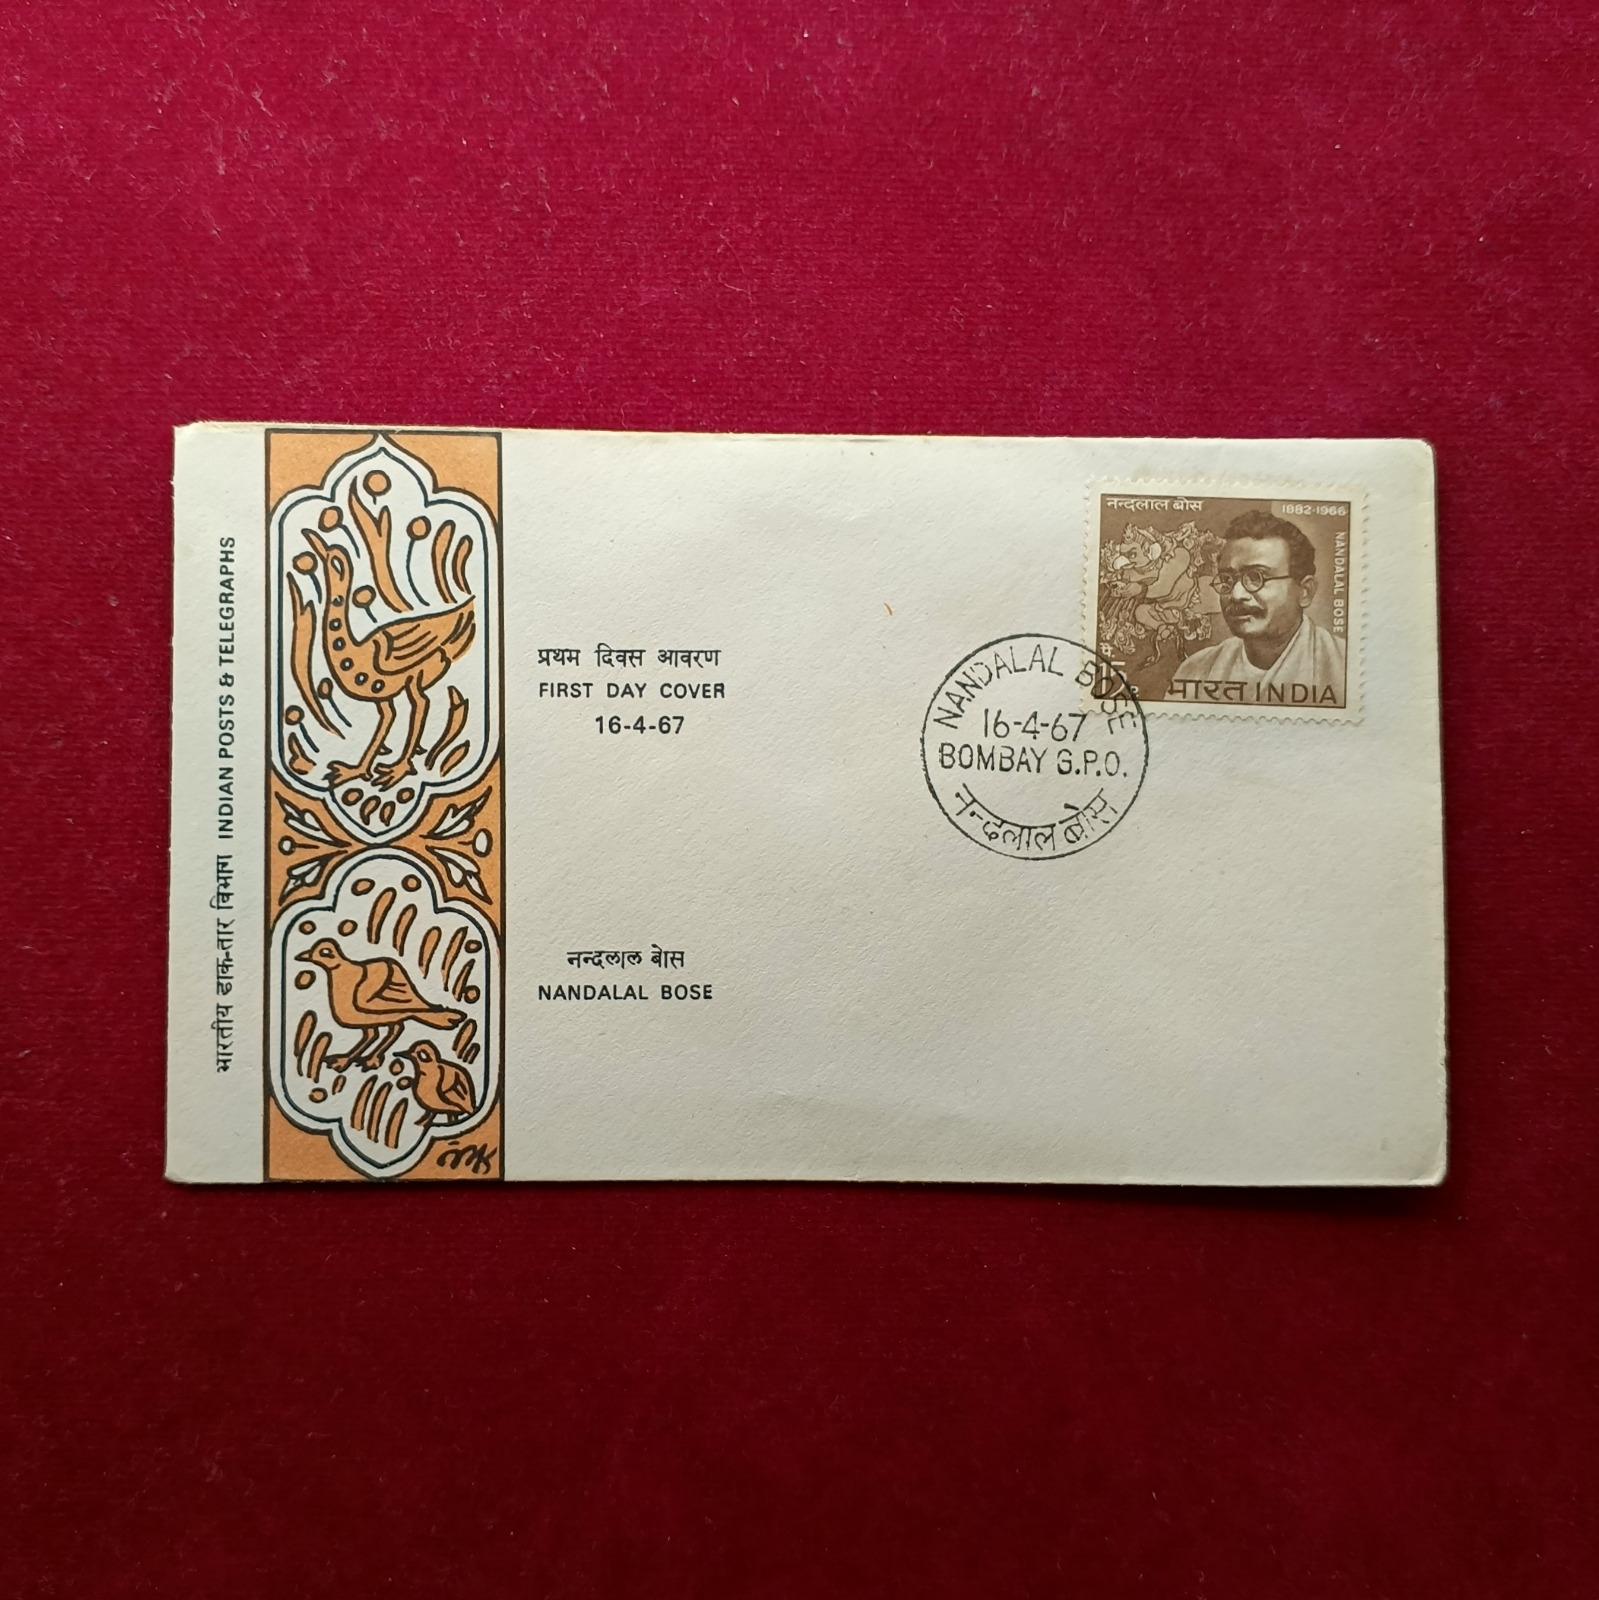 भारतीय डाक-तार विभाग INDIAN POSTS & TELEGRAPHS
प्रथम दिवस आवरण
FIRST DAY COVER
16-4-67
नन्दलाल बोस
NANDALAL BOSE
नन्दलाल बोस
1882-1966
NANDALAL BOSE
भारत INDIA
NANDALAL BOSE
16-4-67
BOMBAY G.P.O.
नन्दलाल बोस